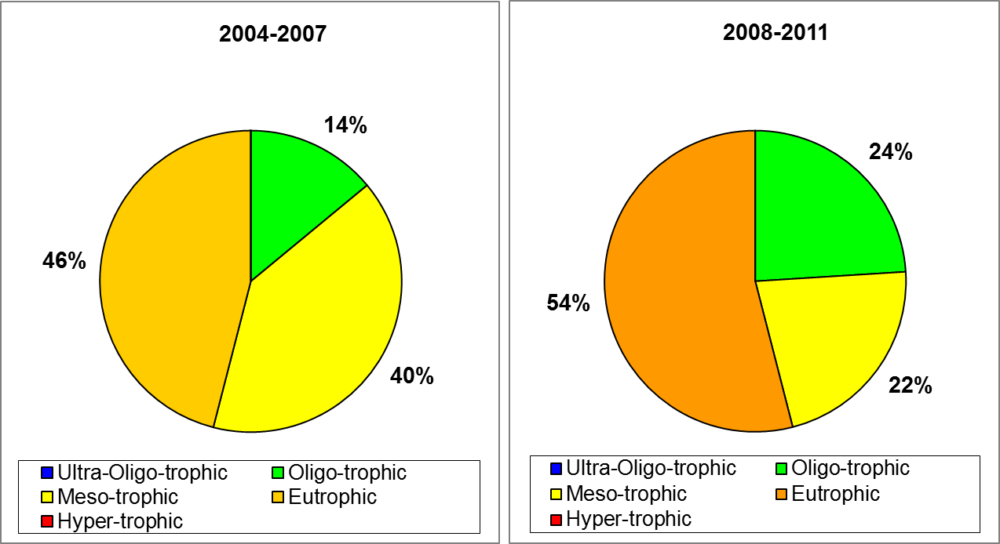 2004-2007
14%
46%
40%
Ultra-Oligo-trophic Oligo-trophic
Meso-trophic Eutrophic
Hyper-trophic
2008-2011
24%
54%
22%
Ultra-Oligo-trophic Oligo-trophic
Meso-trophic Eutrophic
Hyper-trophic